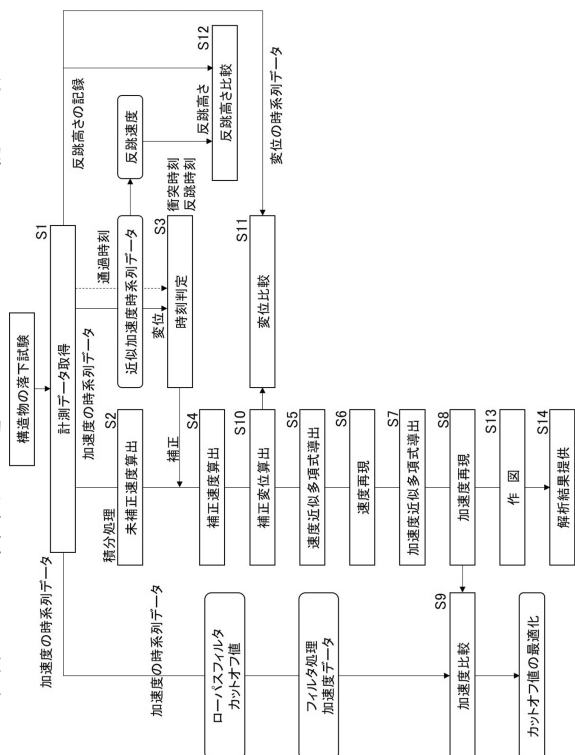 構造物の落下試験
S1
計測データ取得
加速度の時系列データ
加速度の時系列データ
ローパスフィルタ
カットオフ値
フィルタ処理
加速度データ
S9
加速度比較
カットオフ値の最適化
積分処理
加速度の時系列データ
S2
未補正速度算出
補正
S4
補正速度算出
S10
補正変位算出
S5
速度近似多項式導出
S6
速度再現
S7
加速度近似多項式導出
S8
加速度再現
S13
作 図
S14
解析結果提供
通過時刻
近似加速度時系列データ
変位
S3
時刻判定
衝突時刻
反跳時刻
S11
変位比較
反跳高さの記録
反跳速度
反跳高さ
S12
反跳高さ比較
変位の時系列データ